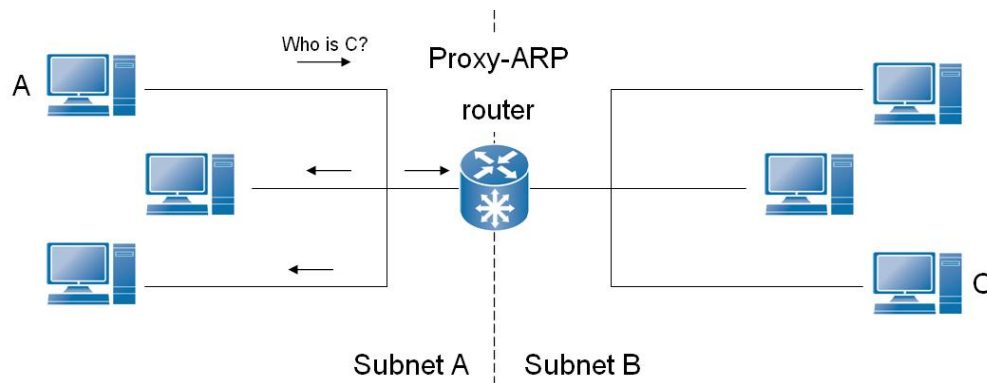 Who is C?
Proxy-ARP
A
router
C
Subnet A
Subnet B